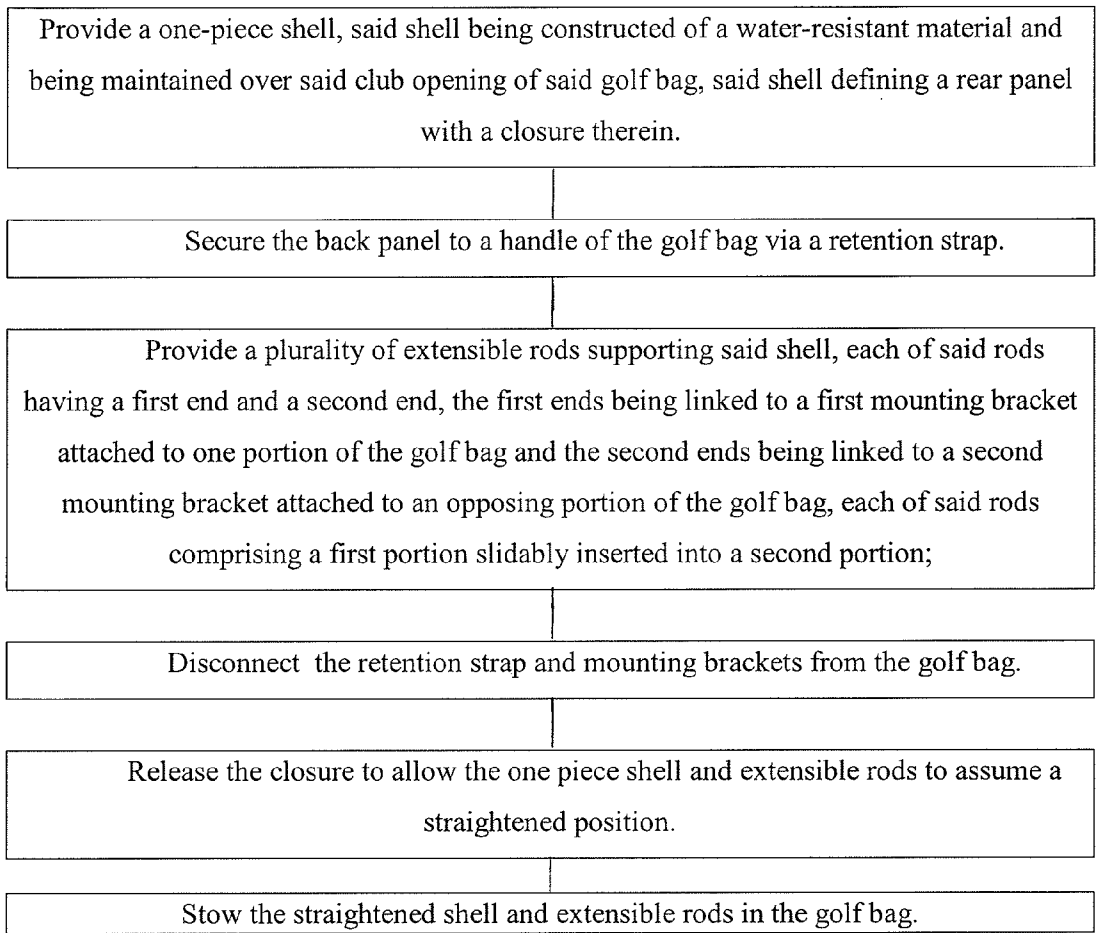 Provide a one-piece shell, said shell being constructed of a water-resistant material and
being maintained over said club opening of said golf bag, said shell defining a rear panel
with a closure therein.
Secure the back panel to a handle of the golf bag via a retention strap.
Provide a plurality of extensible rods supporting said shell, each of said rods
having a first end and a second end, the first ends being linked to a first mounting bracket
attached to one portion of the golf bag and the second ends being linked to a second
mounting bracket attached to an opposing portion of the golf bag, each of said rods
comprising a first portion slidably inserted into a second portion;
Disconnect the retention strap and mounting brackets from the golf bag.
Release the closure to allow the one piece shell and extensible rods to assume a
straightened position.
Stow the straightened shell and extensible rods in the golf bag.